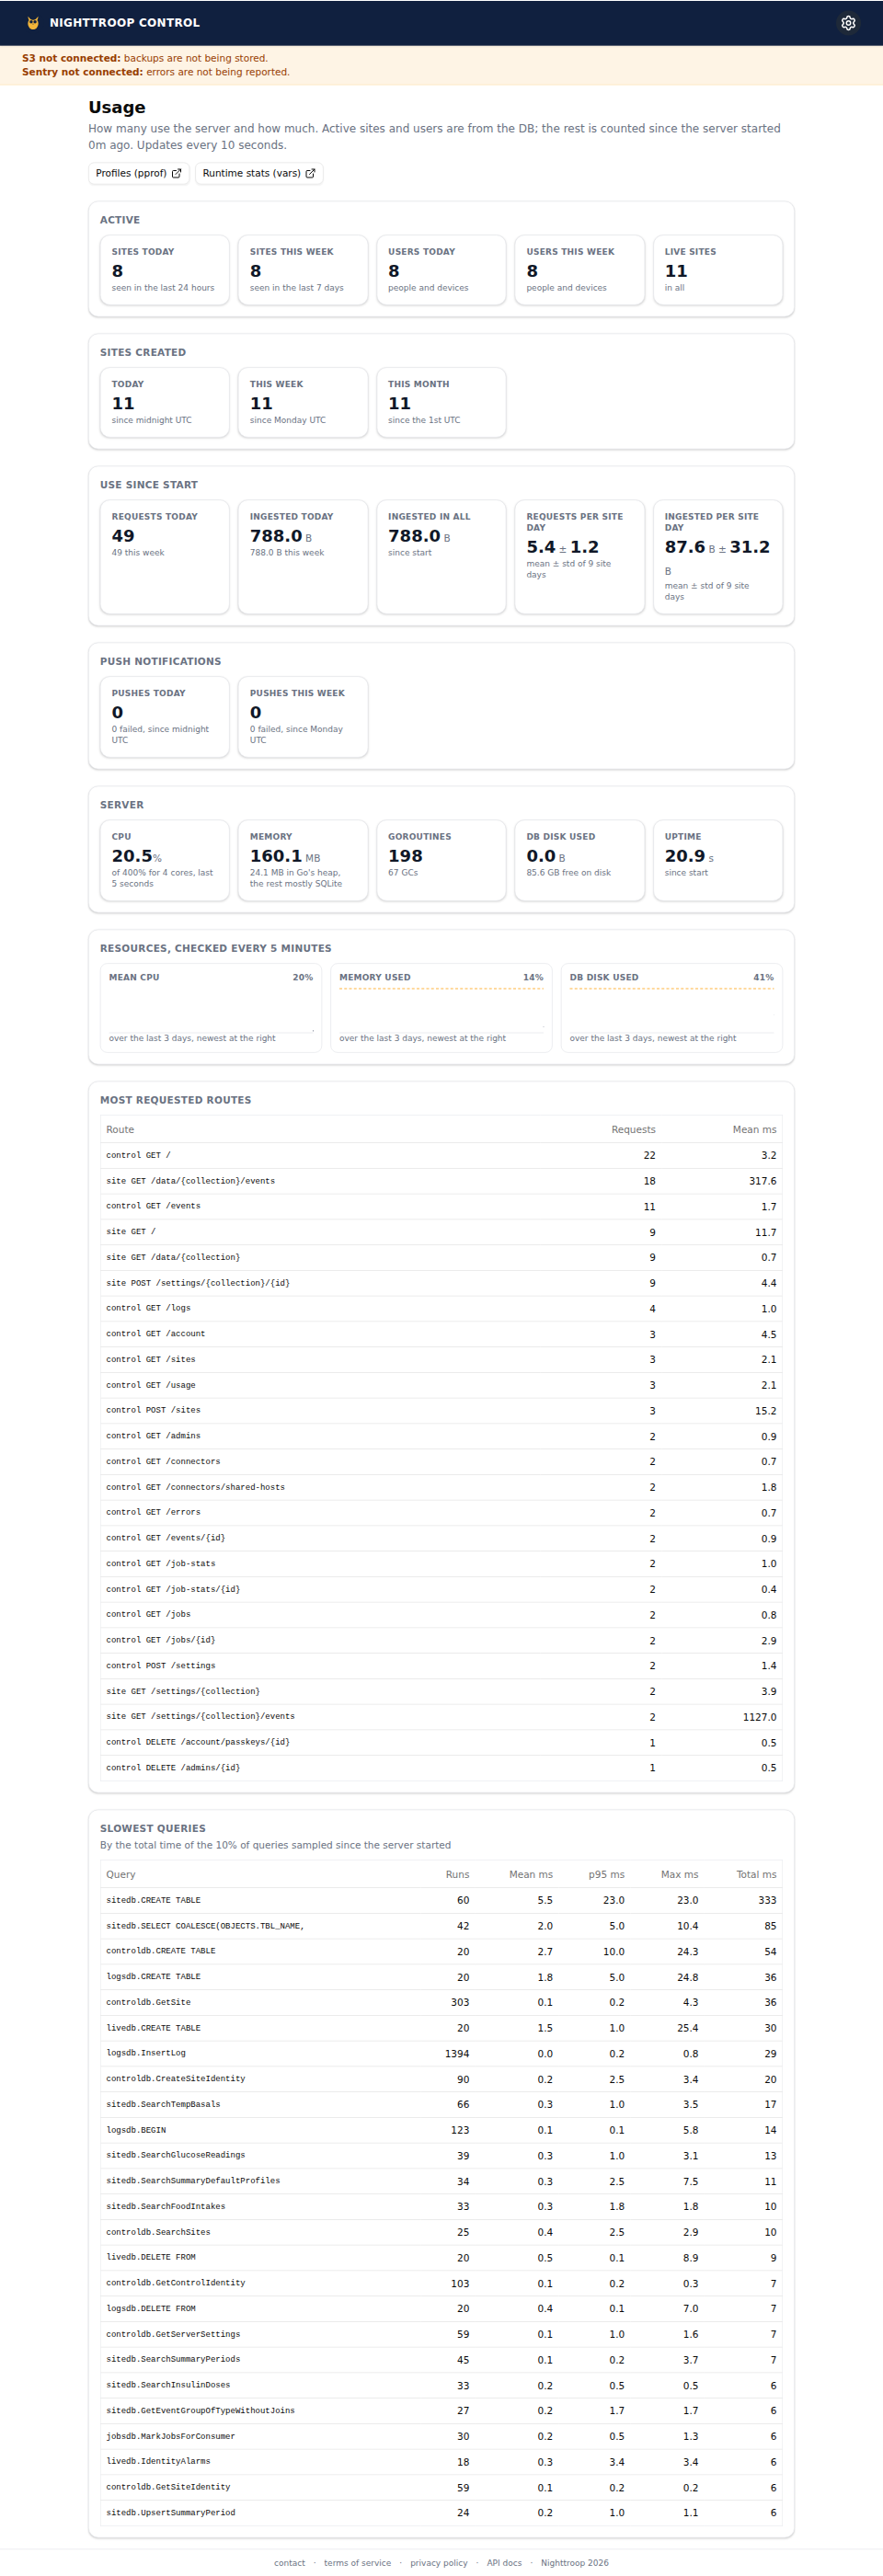 NIGHTTROOP CONTROL
S3 not connected: backups are not being stored.
Sentry not connected: errors are not being reported.
Usage
How many use the server and how much. Active sites and users are from the DB; the rest is counted since the server started
0m ago. Updates every 10 seconds.
Profiles (pprof) Runtime stats (vars)
ACTIVE
SITES TODAY
8
seen in the last 24 hours
SITES THIS WEEK
8
seen in the last 7 days
USERS TODAY
8
people and devices
USERS THIS WEEK
8
people and devices
LIVE SITES
11
in all
SITES CREATED
TODAY
11
since midnight UTC
THIS WEEK
11
since Monday UTC
THIS MONTH
11
since the 1st UTC
USE SINCE START
REQUESTS TODAY
49
49 this week
INGESTED TODAY
788.0 B
788.0 B this week
INGESTED IN ALL
788.0 B
since start
REQUESTS PER SITE
DAY
5.4 ± 1.2
mean ± std of 9 site
days
INGESTED PER SITE
DAY
87.6 B ± 31.2
B
mean ± std of 9 site
days
PUSH NOTIFICATIONS
PUSHES TODAY
0
0 failed, since midnight
UTC
PUSHES THIS WEEK
0
0 failed, since Monday
UTC
SERVER
CPU
20.5%
of 400% for 4 cores, last
5 seconds
MEMORY
160.1 MB
24.1 MB in Go's heap,
the rest mostly SQLite
GOROUTINES
198
67 GCs
DB DISK USED
0.0 B
85.6 GB free on disk
UPTIME
20.9 s
since start
RESOURCES, CHECKED EVERY 5 MINUTES
MEAN CPU 20%
over the last 3 days, newest at the right
MEMORY USED 14%
over the last 3 days, newest at the right
DB DISK USED 41%
over the last 3 days, newest at the right
MOST REQUESTED ROUTES
Route Requests Mean ms
control GET / 22 3.2
site GET /data/{collection}/events 18 317.6
control GET /events 11 1.7
site GET / 9 11.7
site GET /data/{collection} 9 0.7
site POST /settings/{collection}/{id} 9 4.4
control GET /logs 4 1.0
control GET /account 3 4.5
control GET /sites 3 2.1
control GET /usage 3 2.1
control POST /sites 3 15.2
control GET /admins 2 0.9
control GET /connectors 2 0.7
control GET /connectors/shared-hosts 2 1.8
control GET /errors 2 0.7
control GET /events/{id} 2 0.9
control GET /job-stats 2 1.0
control GET /job-stats/{id} 2 0.4
control GET /jobs 2 0.8
control GET /jobs/{id} 2 2.9
control POST /settings 2 1.4
site GET /settings/{collection} 2 3.9
site GET /settings/{collection}/events 2 1127.0
control DELETE /account/passkeys/{id} 1 0.5
control DELETE /admins/{id} 1 0.5
SLOWEST QUERIES
By the total time of the 10% of queries sampled since the server started
Query Runs Mean ms p95 ms Max ms Total ms
sitedb.CREATE TABLE 60 5.5 23.0 23.0 333
sitedb.SELECT COALESCE(OBJECTS.TBL_NAME, 42 2.0 5.0 10.4 85
controldb.CREATE TABLE 20 2.7 10.0 24.3 54
logsdb.CREATE TABLE 20 1.8 5.0 24.8 36
controldb.GetSite 303 0.1 0.2 4.3 36
livedb.CREATE TABLE 20 1.5 1.0 25.4 30
logsdb.InsertLog 1394 0.0 0.2 0.8 29
controldb.CreateSiteIdentity 90 0.2 2.5 3.4 20
sitedb.SearchTempBasals 66 0.3 1.0 3.5 17
logsdb.BEGIN 123 0.1 0.1 5.8 14
sitedb.SearchGlucoseReadings 39 0.3 1.0 3.1 13
sitedb.SearchSummaryDefaultProfiles 34 0.3 2.5 7.5 11
sitedb.SearchFoodIntakes 33 0.3 1.8 1.8 10
controldb.SearchSites 25 0.4 2.5 2.9 10
livedb.DELETE FROM 20 0.5 0.1 8.9 9
controldb.GetControlIdentity 103 0.1 0.2 0.3 7
logsdb.DELETE FROM 20 0.4 0.1 7.0 7
controldb.GetServerSettings 59 0.1 1.0 1.6 7
sitedb.SearchSummaryPeriods 45 0.1 0.2 3.7 7
sitedb.SearchInsulinDoses 33 0.2 0.5 0.5 6
sitedb.GetEventGroupOfTypeWithoutJoins 27 0.2 1.7 1.7 6
jobsdb.MarkJobsForConsumer 30 0.2 0.5 1.3 6
livedb.IdentityAlarms 18 0.3 3.4 3.4 6
controldb.GetSiteIdentity 59 0.1 0.2 0.2 6
sitedb.UpsertSummaryPeriod 24 0.2 1.0 1.1 6
contact · terms of service · privacy policy · API docs · Nighttroop 2026